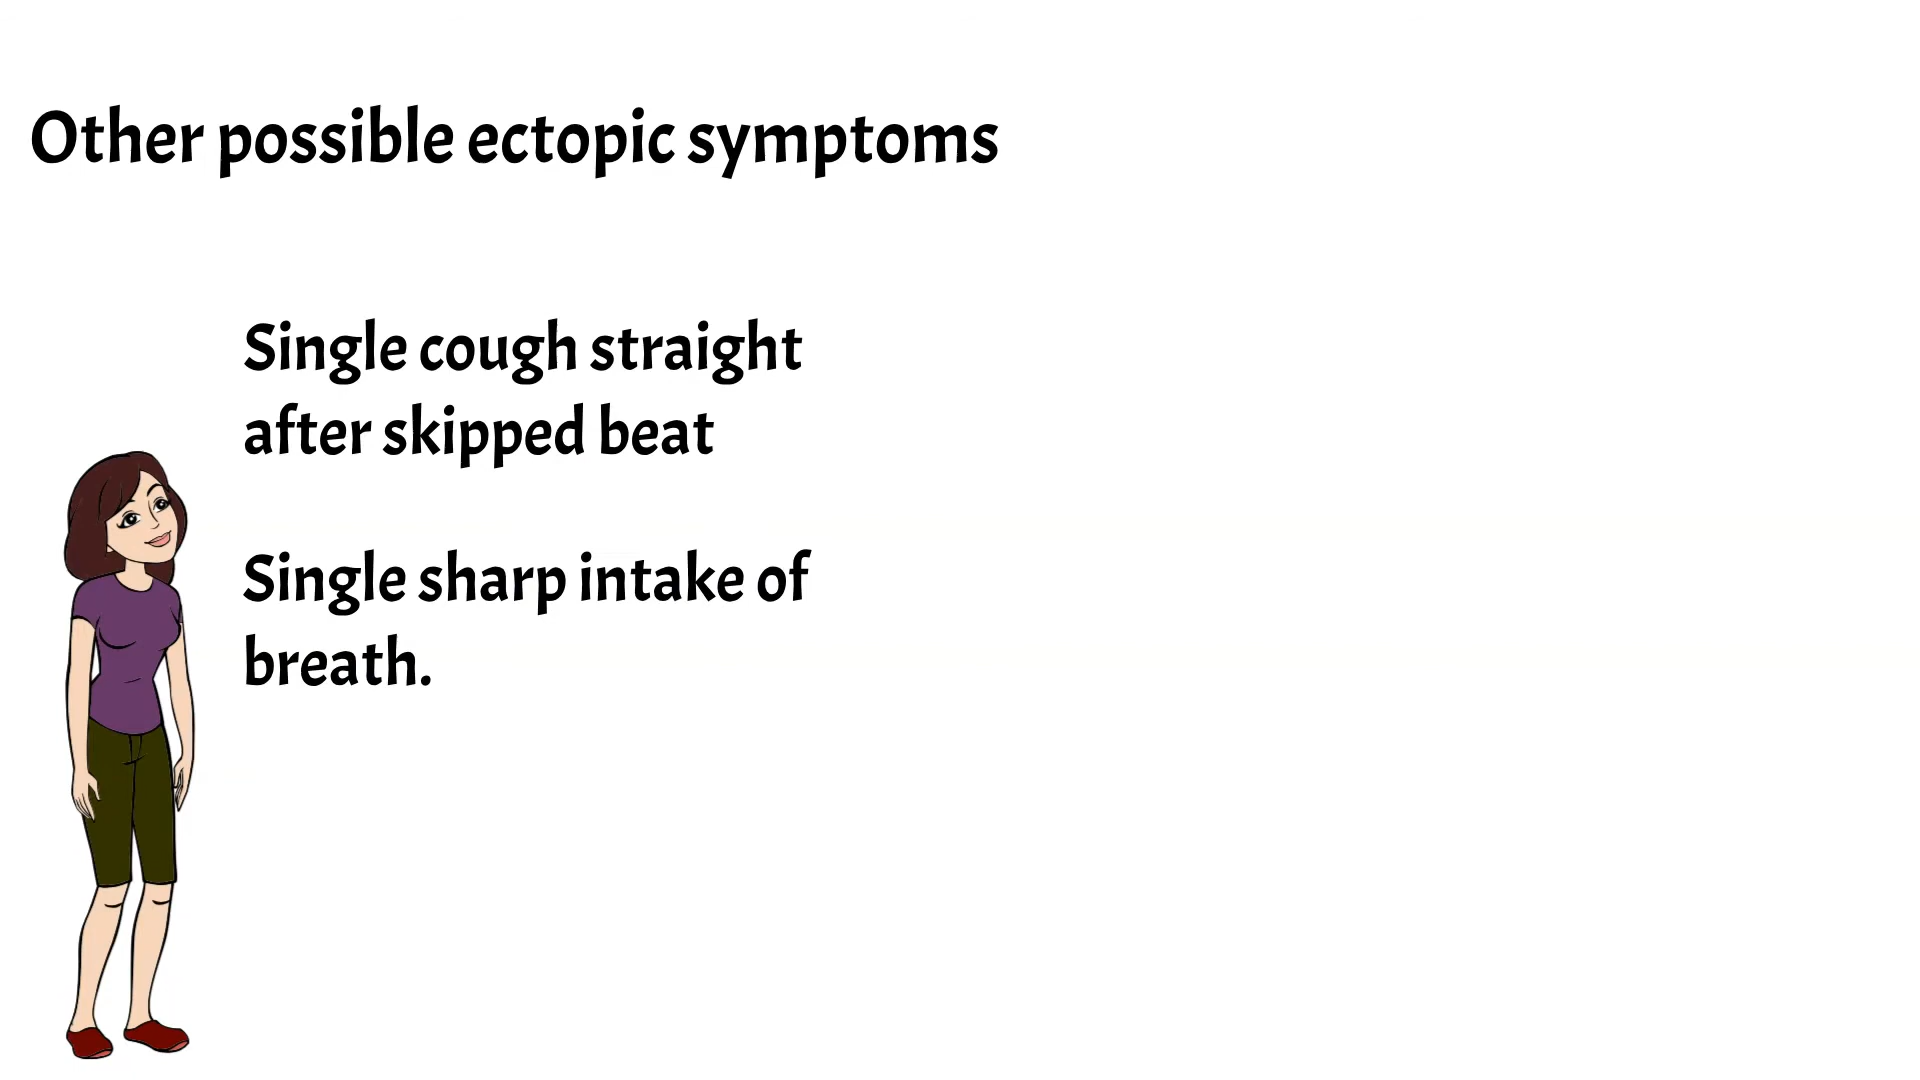 Other possible ectopic symptoms
Single cough straight
after skipped beat
Single sharp intake of
breath.